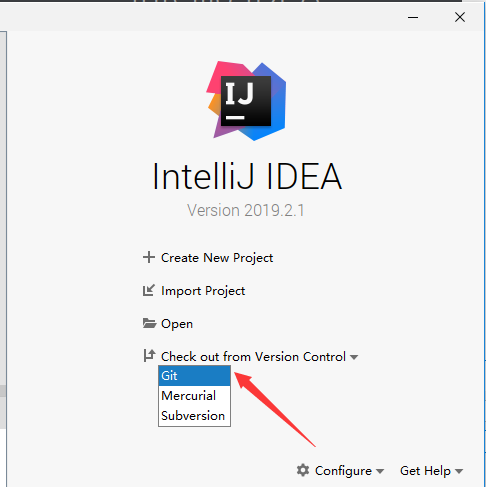 IJ
IntelliJ IDEA
Version 2019.2.1
Create New Project
Import Project
Open
Check out from Version Control
Git
Mercurial
Subversion
Configure
Get Help